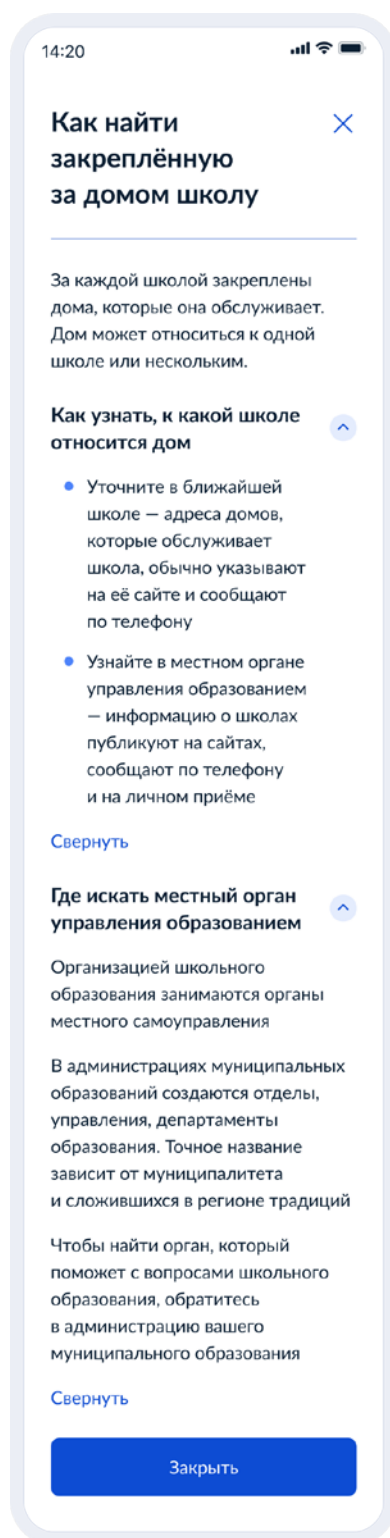 14:20
Как найти
закреплённую
за домом школу
За каждой школой закреплены
дома, которые она обслуживает.
Дом может относиться к одной
школе или нескольким.
Как узнать, к какой школе
относится дом
Уточните в ближайшей
школе — адреса домов,
которые обслуживает
школа, обычно указывают
на её сайте и сообщают
по телефону
Узнайте в местном органе
управления образованием
— информацию о школах
публикуют на сайтах,
сообщают по телефону
и на личном приёме
Свернуть
Где искать местный орган
управления образованием
Организацией школьного
образования занимаются органы
местного самоуправления
В администрациях муниципальных
образований создаются отделы,
управления, департаменты
образования. Точное название
зависит от муниципалитета
и сложившихся в регионе традиций
Чтобы найти орган, который
поможет с вопросами школьного
образования, обратитесь
в администрацию вашего
муниципального образования
Свернуть
Закрыть